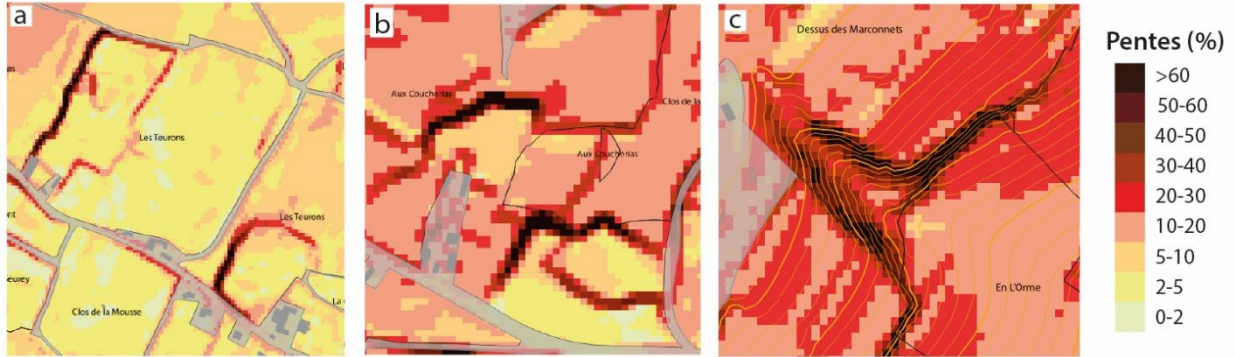 a
Les Teurons
Les Teurons
Clos de la Mousse
b
Aux Coucherias
Clos de la
Aux Coucherias
c
Dessus des Marconnets
En L'Orme
Pentes (%)
>60
50-60
40-50
30-40
20-30
10-20
5-10
2-5
0-2